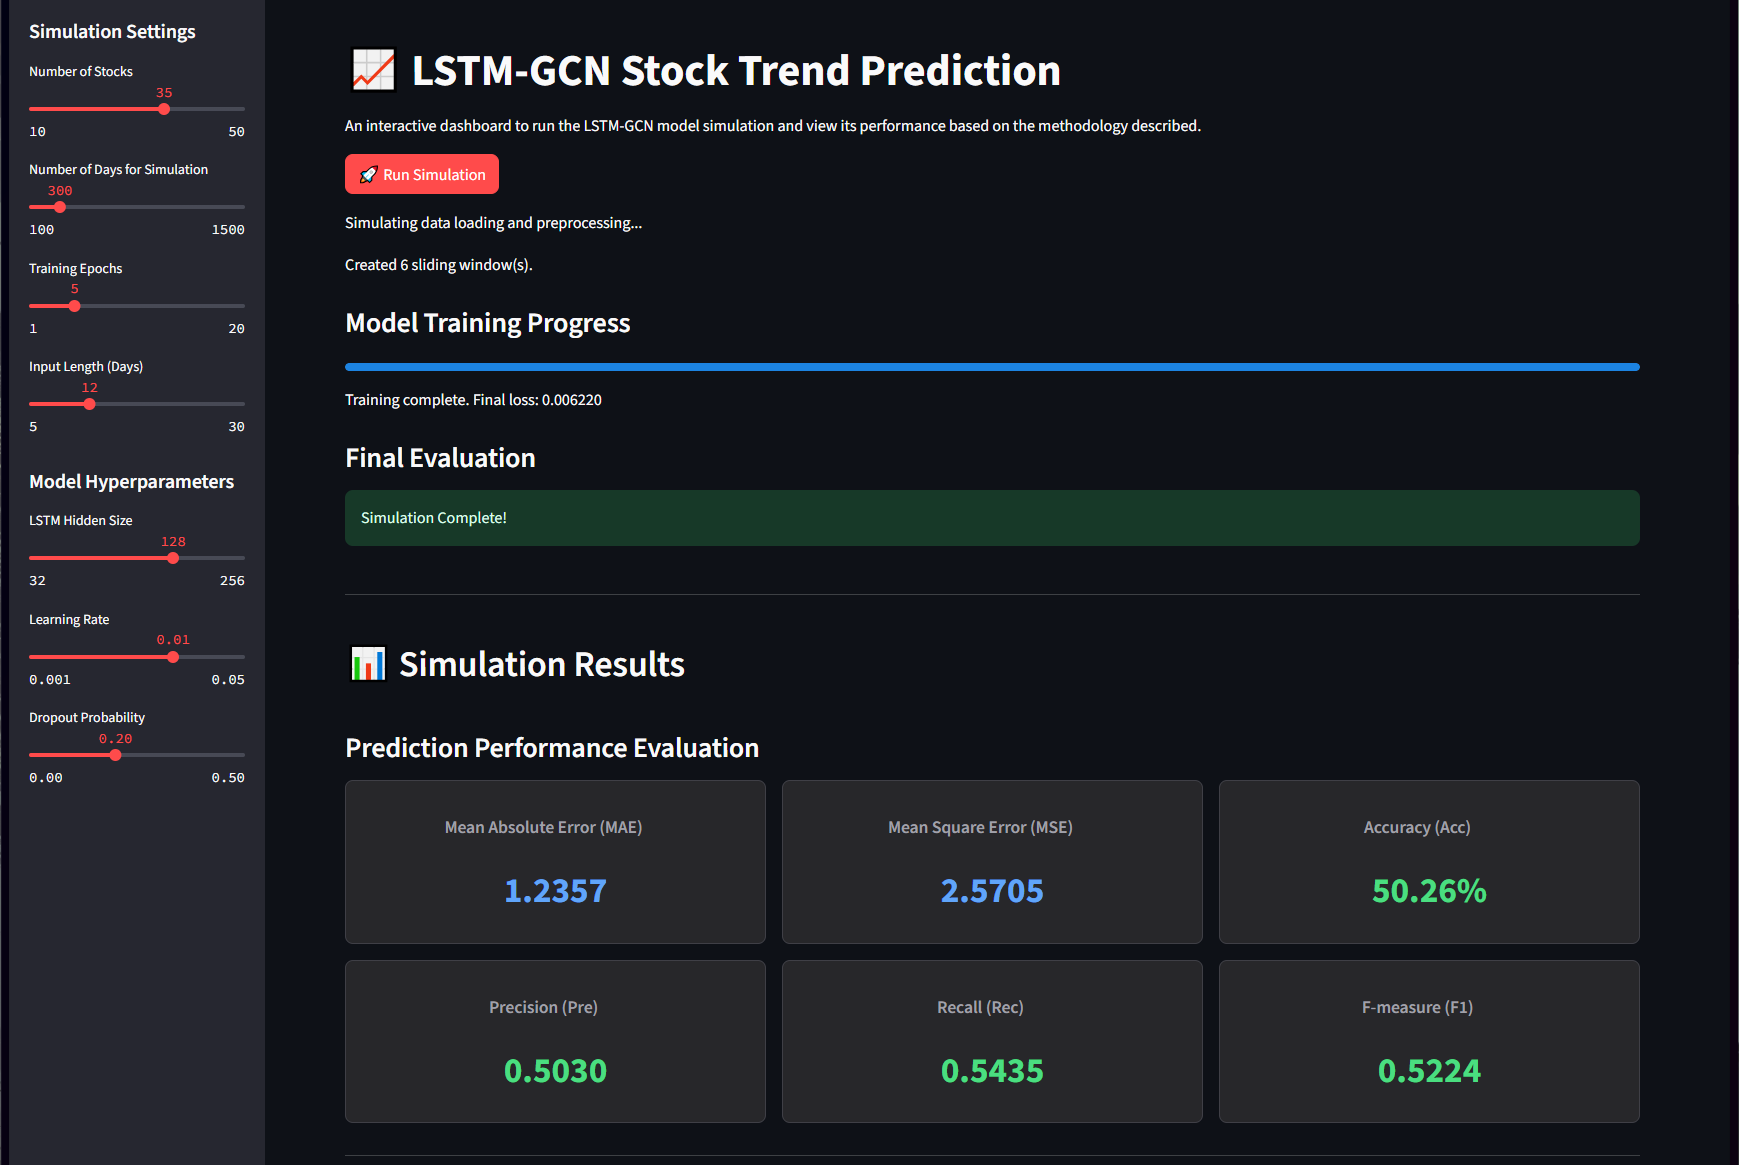 Simulation Settings
Number of Stocks
35
10 50
Number of Days for Simulation
300
100 1500
Training Epochs
5
1 20
Input Length (Days)
12
5 30
Model Hyperparameters
LSTM Hidden Size
128
32 256
Learning Rate
0.01
0.001 0.05
Dropout Probability
0.20
0.00 0.50
LSTM-GCN Stock Trend Prediction
An interactive dashboard to run the LSTM-GCN model simulation and view its performance based on the methodology described.
Run Simulation
Simulating data loading and preprocessing...
Created 6 sliding window(s).
Model Training Progress
Training complete. Final loss: 0.006220
Final Evaluation
Simulation Complete!
Simulation Results
Prediction Performance Evaluation
Mean Absolute Error (MAE)
1.2357
Mean Square Error (MSE)
2.5705
Accuracy (Acc)
50.26%
Precision (Pre)
0.5030
Recall (Rec)
0.5435
F-measure (F1)
0.5224